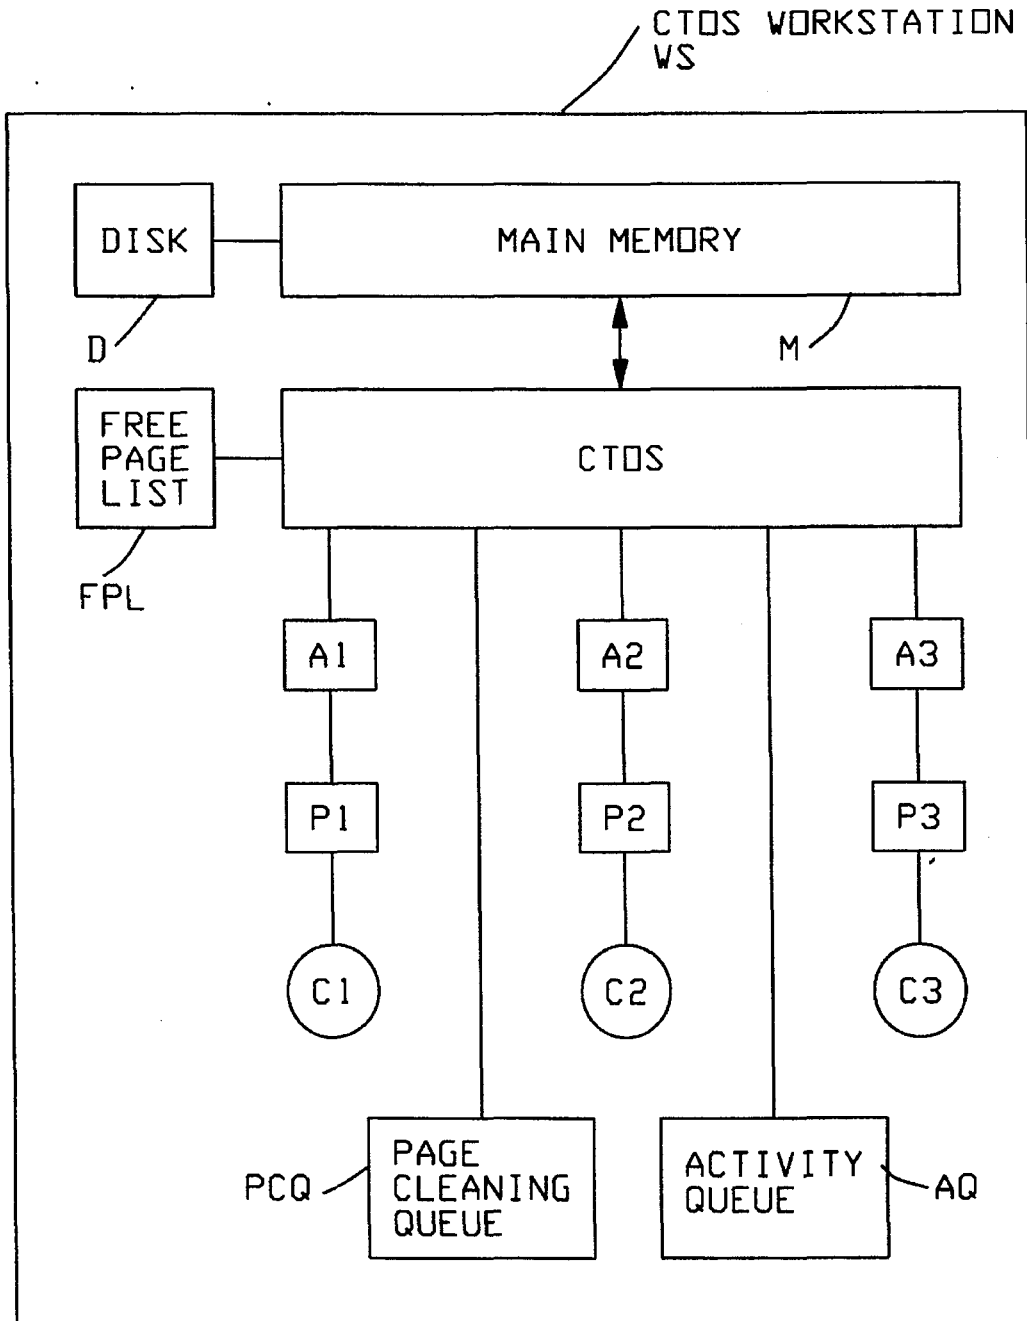 CTOS WORKSTATION
WS
DISK
MAIN MEMORY
D
M
FREE
PAGE
LIST
CTOS
FPL
A1
A2
A3
P1
P2
P3
C1
C2
C3
PCQ
PAGE
CLEANING
QUEUE
ACTIVITY
QUEUE
AQ